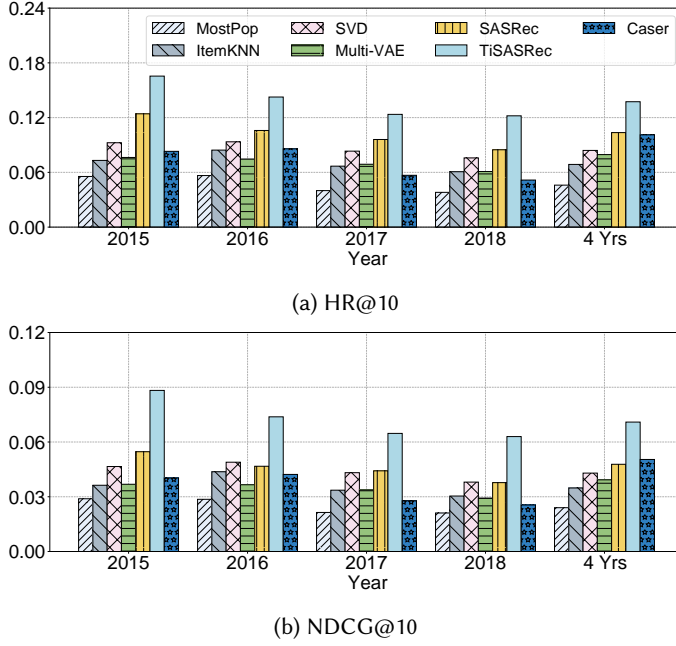 0.24
MostPop SVD SASRec Caser
ItemKNN Multi-VAE TiSASRec
0.18
0.12
0.06
0.00
2015 2016 2017 2018 4 Yrs
Year
(a) HR@10
0.12
0.09
0.06
0.03
0.00
2015 2016 2017 2018 4 Yrs
Year
(b) NDCG@10